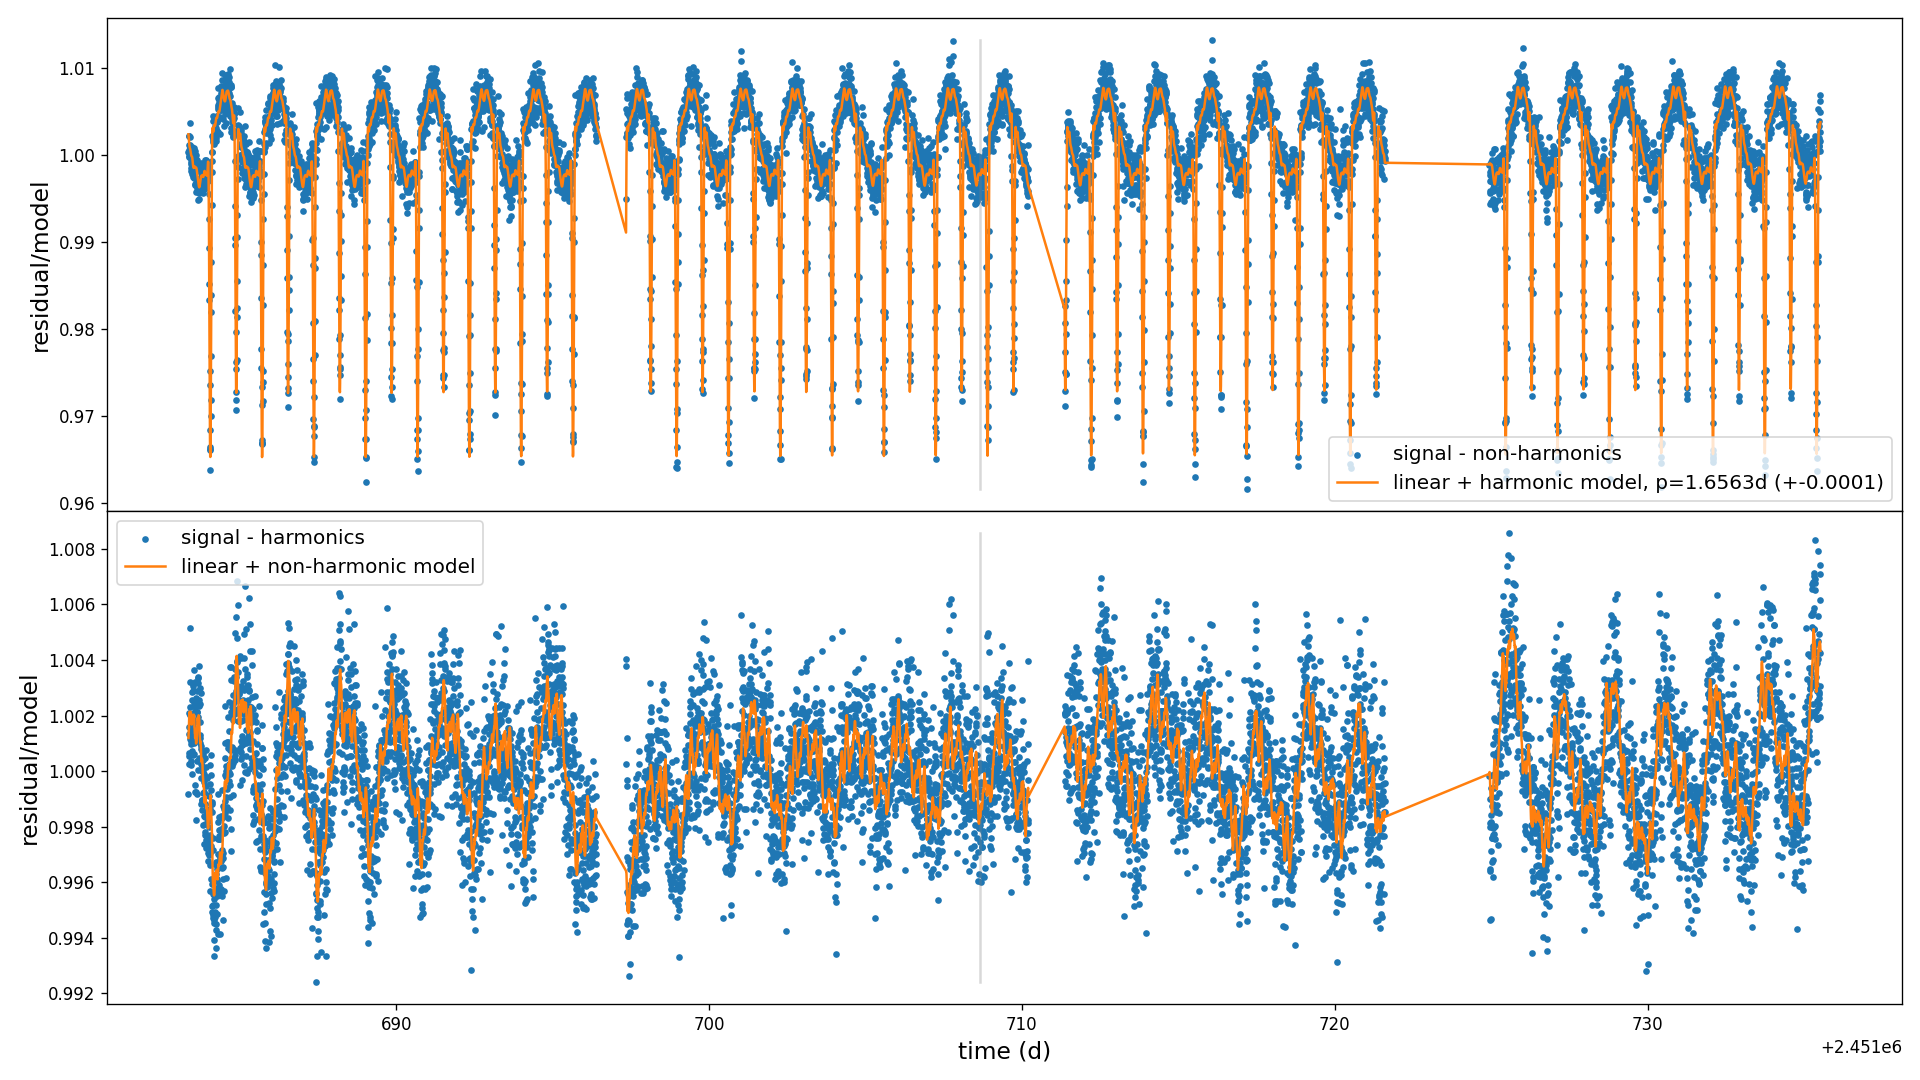 1.01
1.00
0.99
0.98
0.97
0.96
residual/model
signal - non-harmonics
linear + harmonic model, p=1.6563d (+-0.0001)
signal - harmonics
linear + non-harmonic model
1.008
1.006
1.004
1.002
1.000
0.998
0.996
0.994
0.992
residual/model
690 700 710 720 730
time (d)
+2.451e6